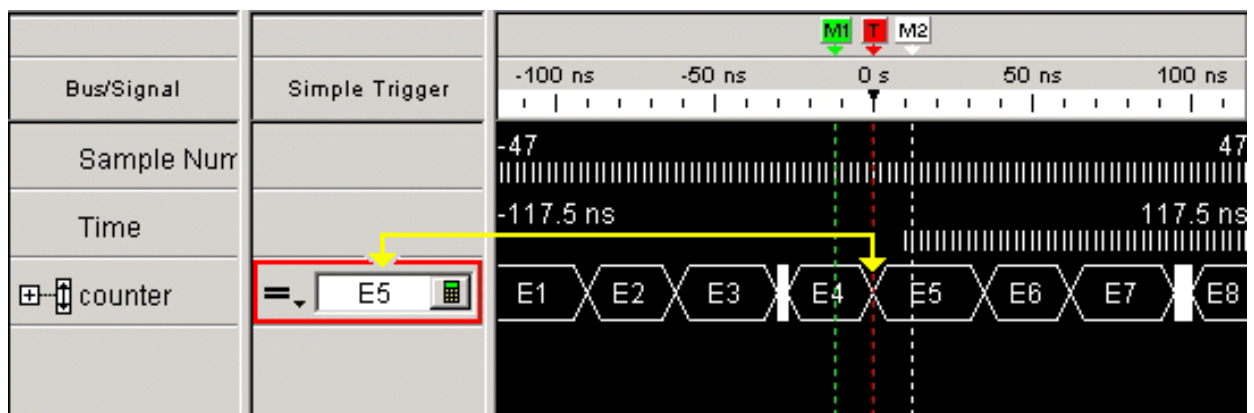 M1 T M2
Bus/Signal Simple Trigger -100 ns -50 ns 0 s 50 ns 100 ns
Sample Num -47 47
Time -117.5 ns 117.5 ns
counter = E5 E1 E2 E3 E4 E5 E6 E7 E8